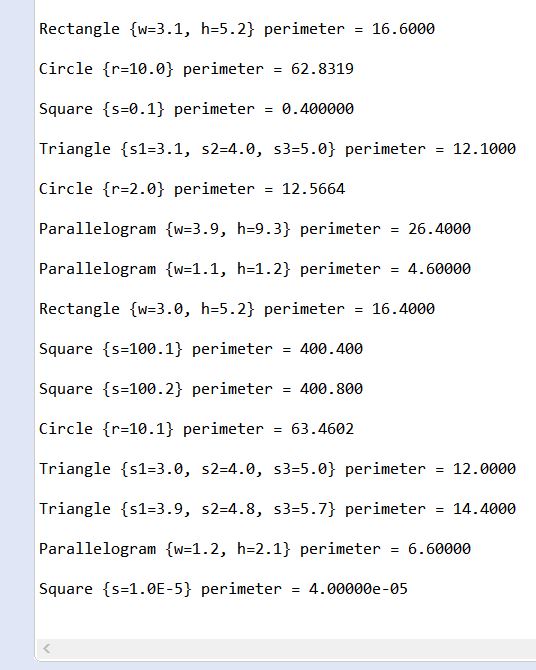 Rectangle {w=3.1, h=5.2} perimeter = 16.6000
Circle {r=10.0} perimeter = 62.8319
Square {s=0.1} perimeter = 0.400000
Triangle {s1=3.1, s2=4.0, s3=5.0} perimeter = 12.1000
Circle {r=2.0} perimeter = 12.5664
Parallelogram {w=3.9, h=9.3} perimeter = 26.4000
Parallelogram {w=1.1, h=1.2} perimeter = 4.60000
Rectangle {w=3.0, h=5.2} perimeter = 16.4000
Square {s=100.1} perimeter = 400.400
Square {s=100.2} perimeter = 400.800
Circle {r=10.1} perimeter = 63.4602
Triangle {s1=3.0, s2=4.0, s3=5.0} perimeter = 12.0000
Triangle {s1=3.9, s2=4.8, s3=5.7} perimeter = 14.4000
Parallelogram {w=1.2, h=2.1} perimeter = 6.60000
Square {s=1.0E-5} perimeter = 4.00000e-05